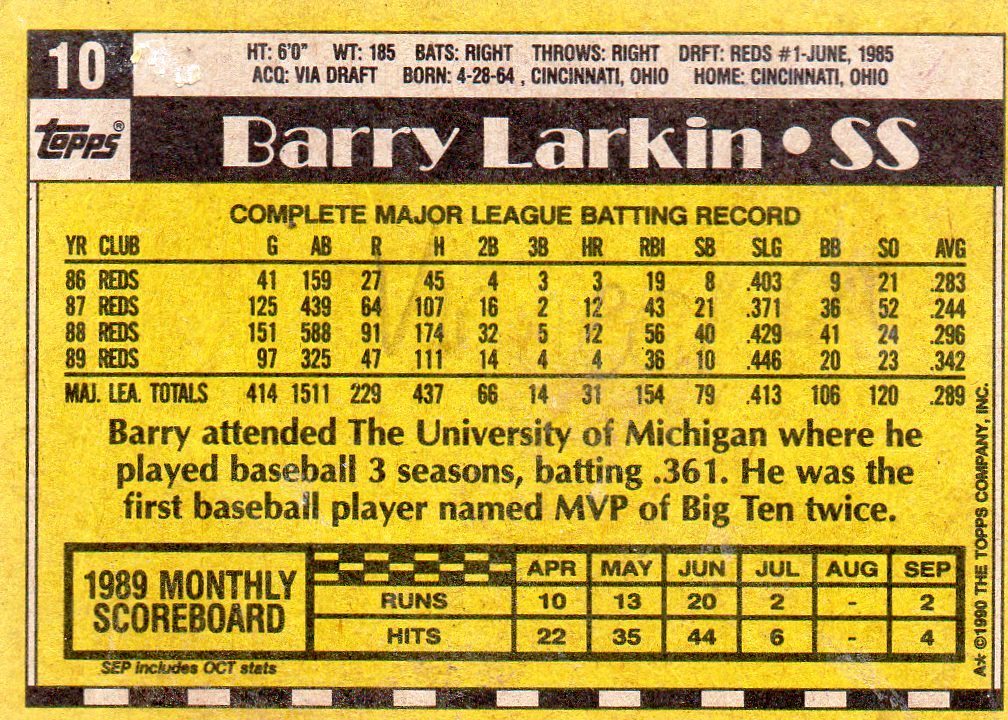 10
HT: 6'0" WT: 185 BATS: RIGHT THROWS: RIGHT DRFT: REDS #1-JUNE, 1985
ACQ: VIA DRAFT BORN: 4-28-64 , CINCINNATI, OHIO HOME: CINCINNATI, OHIO
topps®
Barry Larkin • SS
COMPLETE MAJOR LEAGUE BATTING RECORD
YR CLUB G AB R H 2B 3B HR RBI SB SLG BB SO AVG
86 REDS 41 159 27 45 4 3 3 19 8 .403 9 21 .283
87 REDS 125 439 64 107 16 2 12 43 21 .371 36 52 .244
88 REDS 151 588 91 174 32 5 12 56 40 .429 41 24 .296
89 REDS 97 325 47 111 14 4 4 36 10 .446 20 23 .342
MAJ. LEA. TOTALS 414 1511 229 437 66 14 31 154 79 .413 106 120 .289
Barry attended The University of Michigan where he
played baseball 3 seasons, batting .361. He was the
first baseball player named MVP of Big Ten twice.
1989 MONTHLY
SCOREBOARD
APR MAY JUN JUL AUG SEP
RUNS 10 13 20 2 - 2
HITS 22 35 44 6 - 4
SEP includes OCT stats
A* ©1990 THE TOPPS COMPANY, INC.